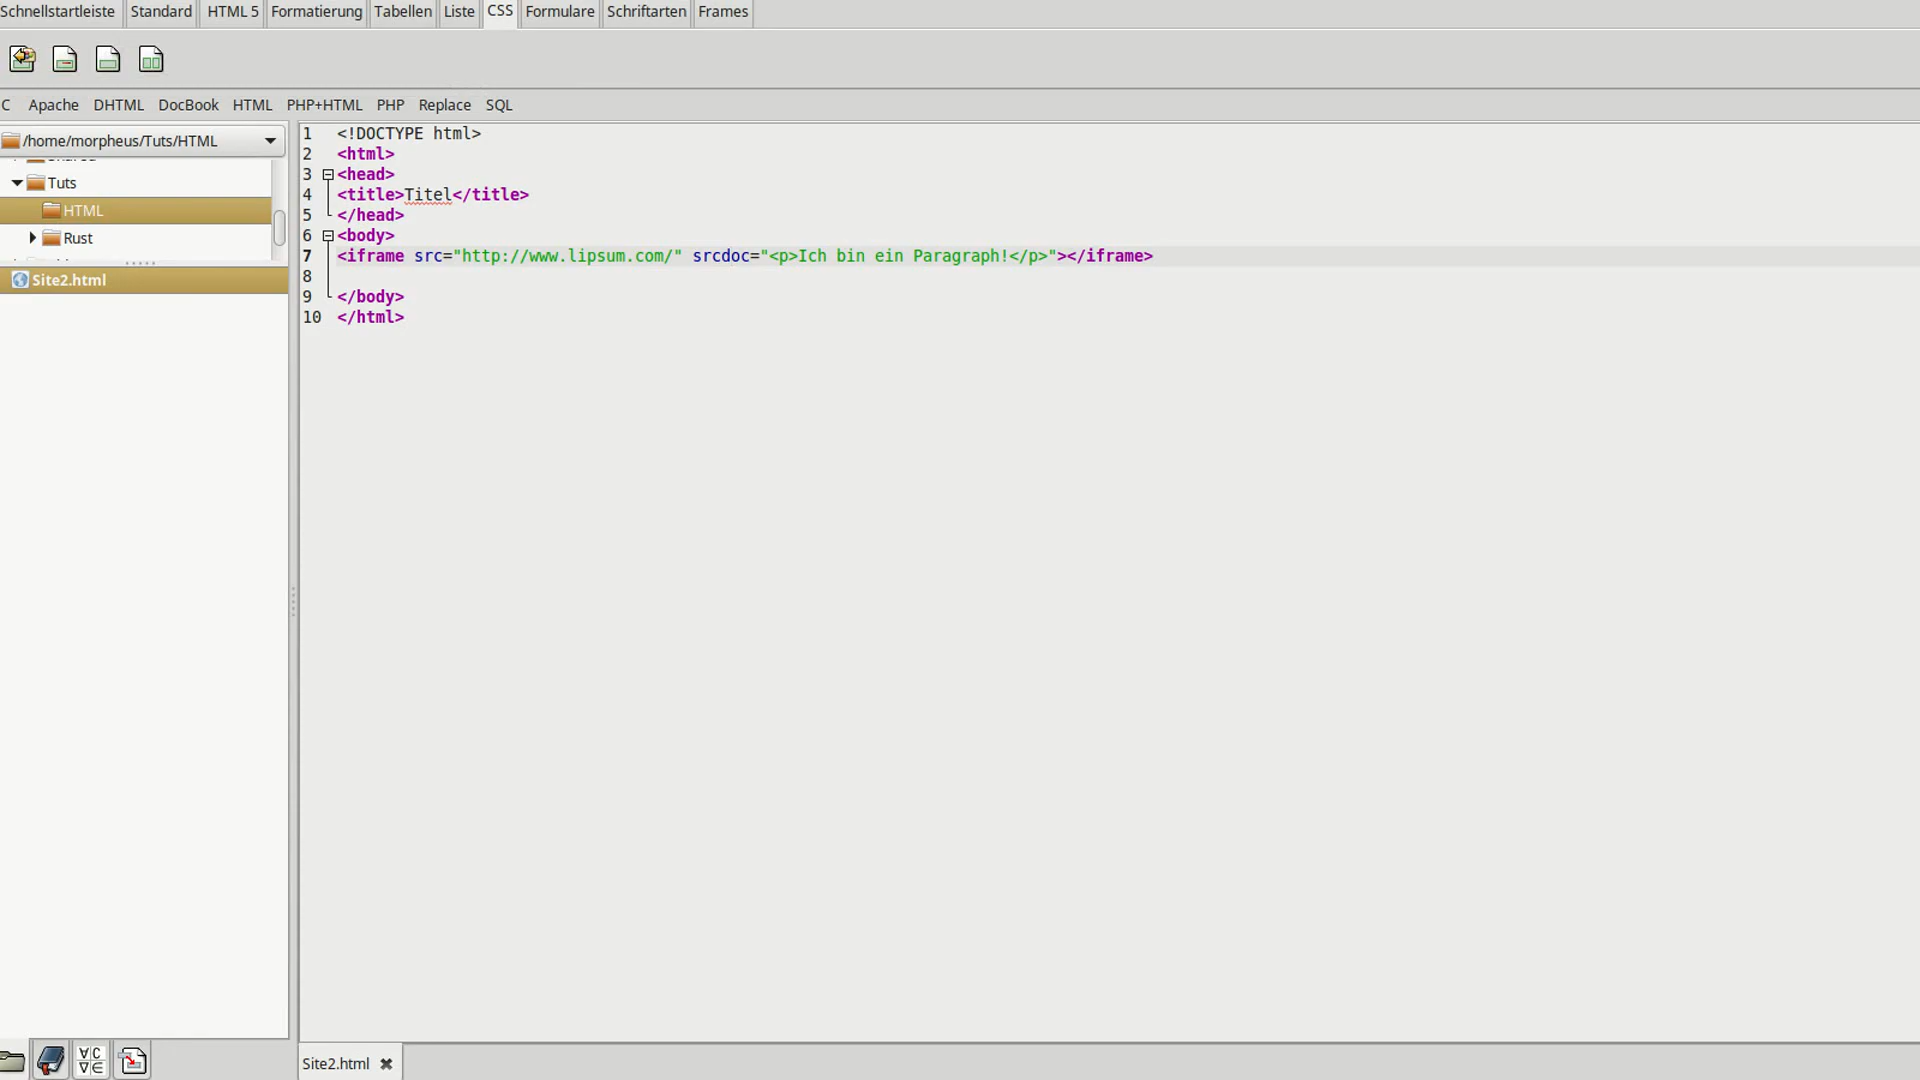 Schnellstartleiste Standard HTML 5 Formatierung Tabellen Liste CSS Formulare Schriftarten Frames
C Apache DHTML DocBook HTML PHP+HTML PHP Replace SQL
/home/morpheus/Tuts/HTML
Tuts
HTML
Rust
Site2.html
1 <!DOCTYPE html>
2 <html>
3 <head>
4 <title>Titel</title>
5 </head>
6 <body>
7 <iframe src="http://www.lipsum.com/" srcdoc="<p>Ich bin ein Paragraph!</p>"></iframe>
8
9 </body>
10 </html>
Site2.html